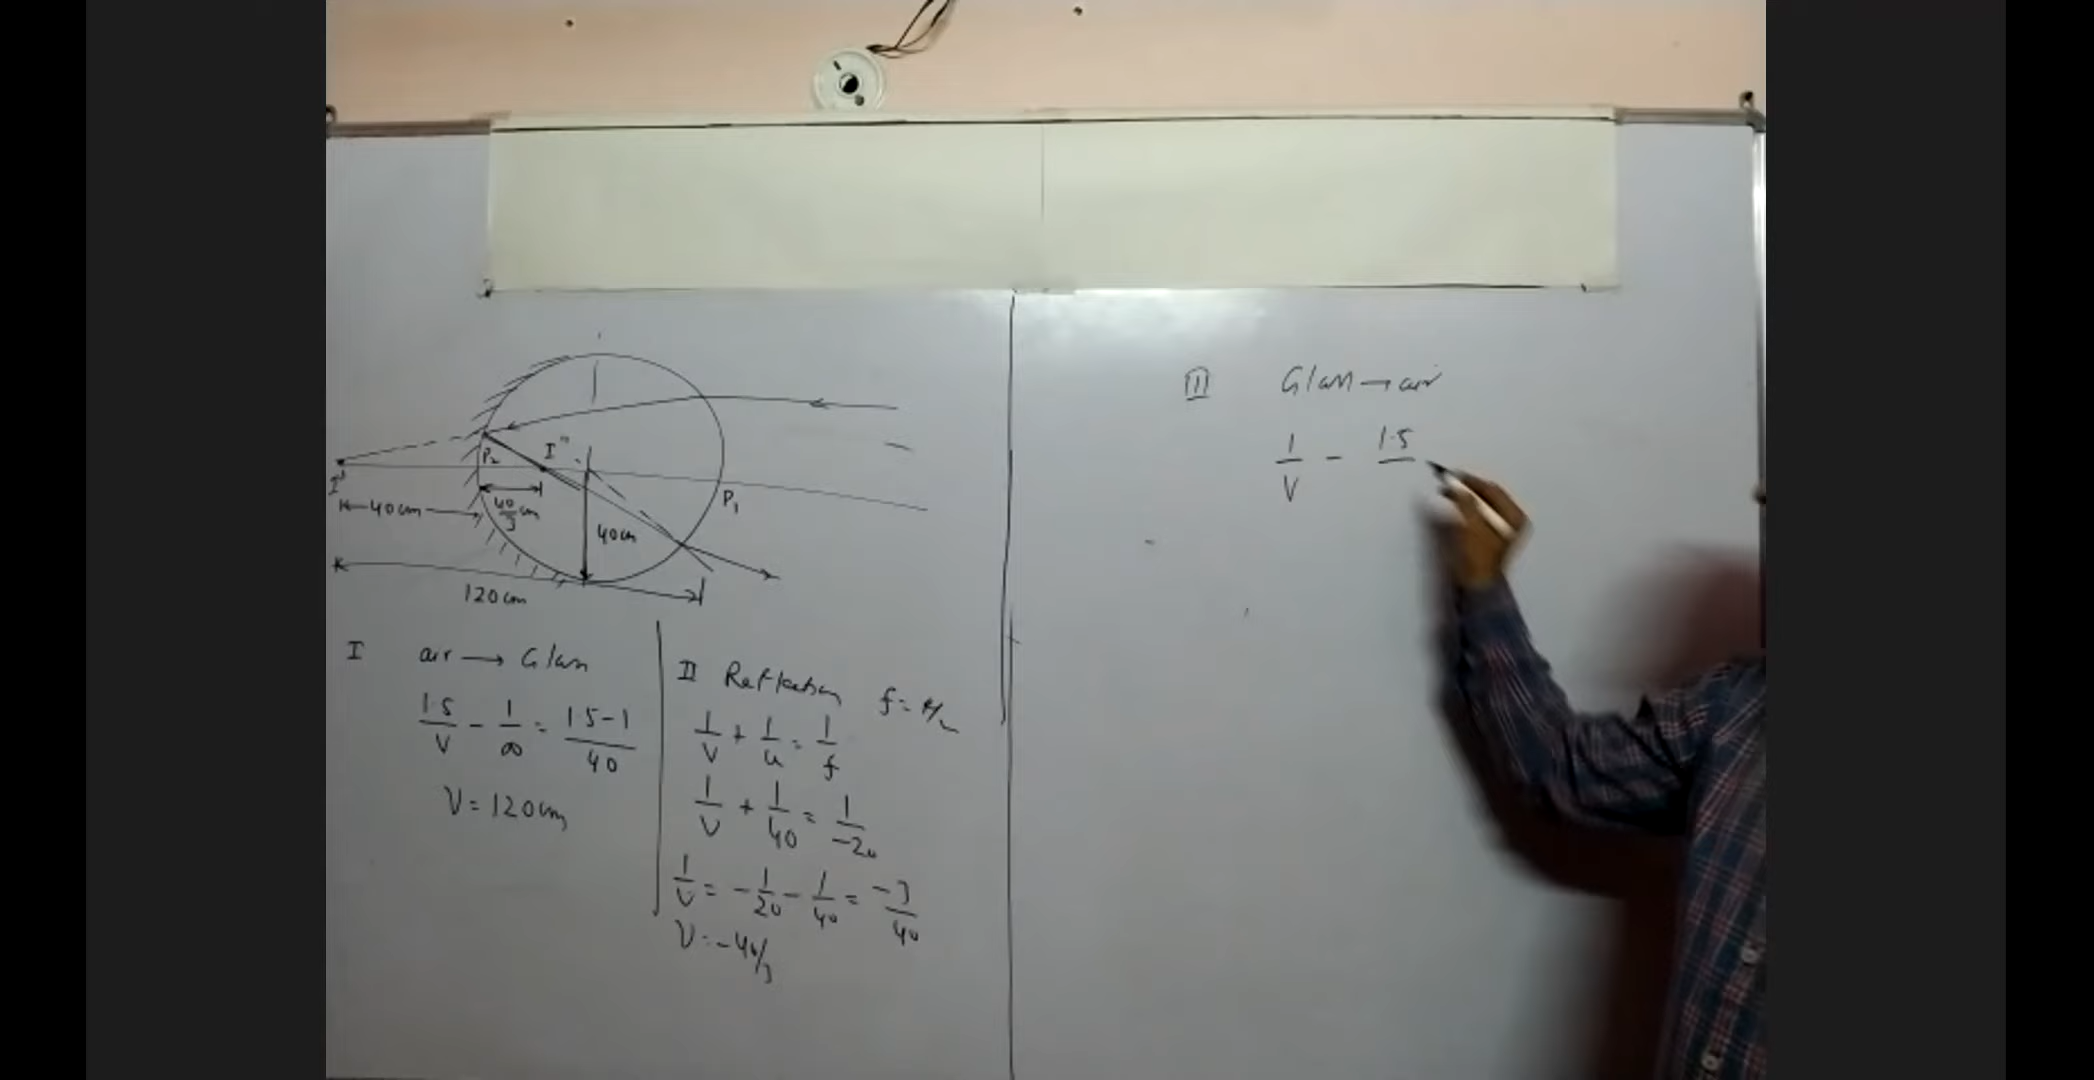 I"
P₂
I'
P₁
40cm
40/3 cm
40cm
120cm
I air → Glass
1.5/V - 1/∞ = 1.5-1/40
V = 120cm
II Reflection f = R/2
1/V + 1/u = 1/f
1/V + 1/40 = 1/-20
1/V = -1/20 - 1/40 = -3/40
V = -40/3
III Glass → air
1/V - 1.5